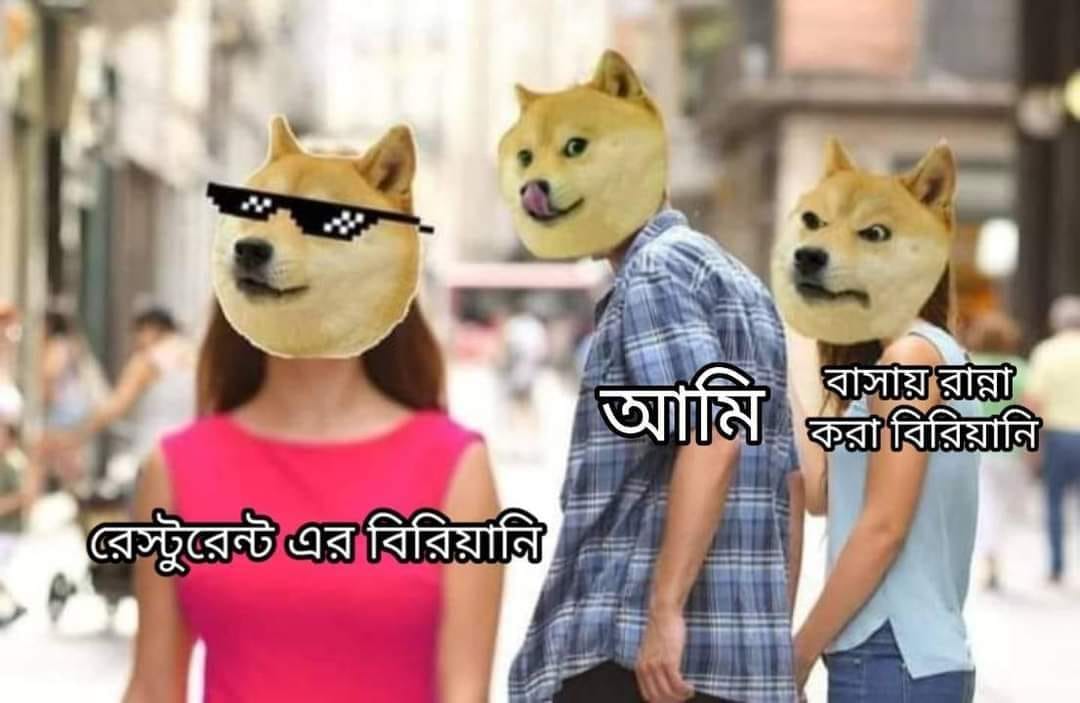 রেস্টুরেন্ট এর বিরিয়ানি
আমি
বাসায় রান্না
করা বিরিয়ানি